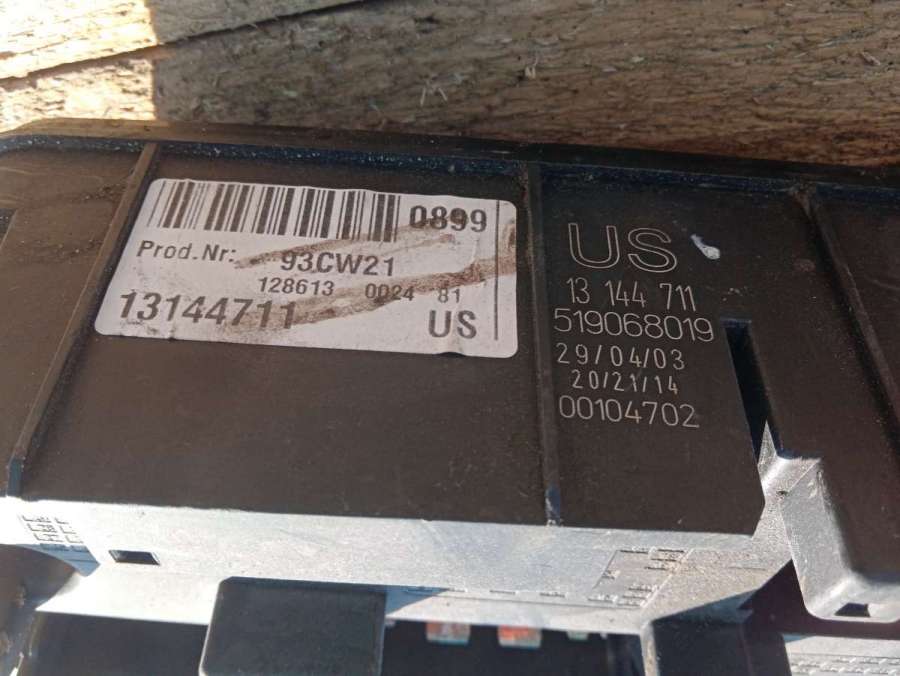 0899
Prod.Nr: 93CW21
128613 0024 81
13144711 US
US
13 144 711
519068019
29/04/03
20/21/14
00104702